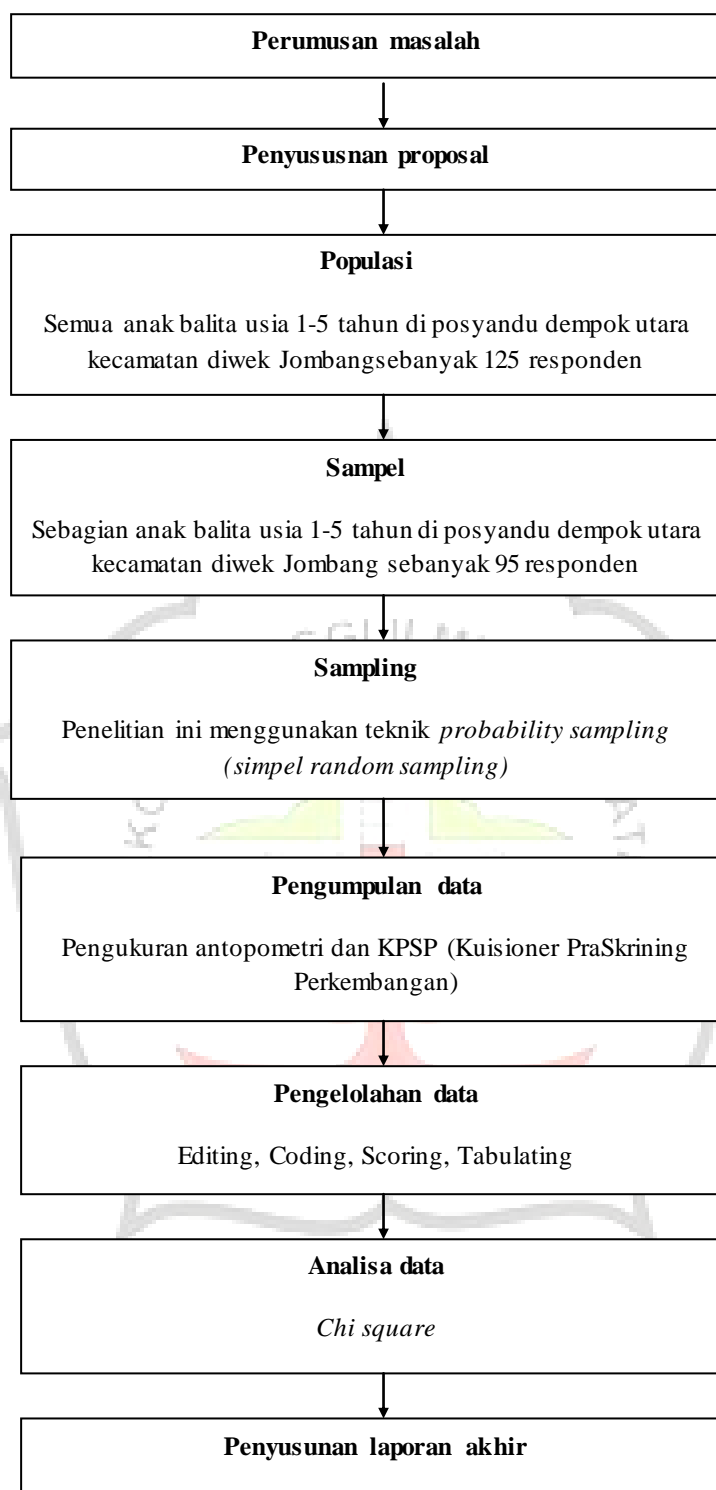 Perumusan masalah
Penyususnan proposal
Populasi
Semua anak balita usia 1-5 tahun di posyandu dempok utara
kecamatan diwek Jombangsebanyak 125 responden
Sampel
Sebagian anak balita usia 1-5 tahun di posyandu dempok utara
kecamatan diwek Jombang sebanyak 95 responden
Sampling
Penelitian ini menggunakan teknik probability sampling
(simpel random sampling)
Pengumpulan data
Pengukuran antopometri dan KPSP (Kuisioner PraSkrining
Perkembangan)
Pengelolahan data
Editing, Coding, Scoring, Tabulating
Analisa data
Chi square
Penyusunan laporan akhir